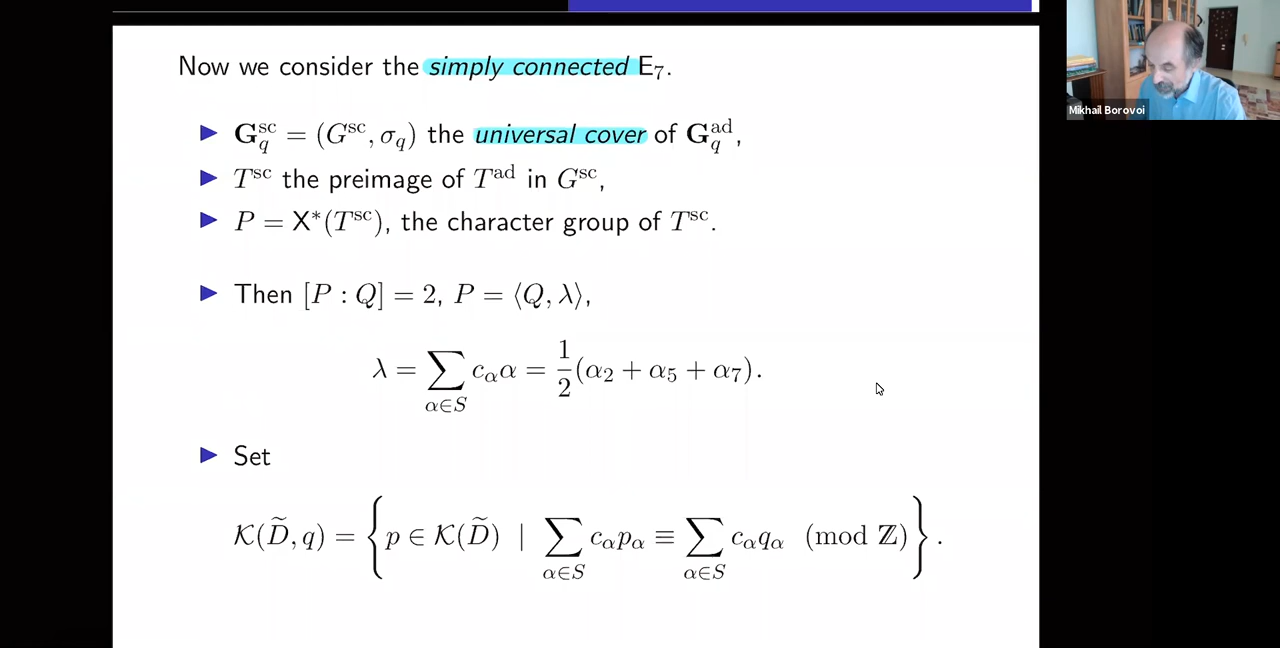 Now we consider the simply connected E₇.
▶ G_q^sc = (G^sc, σ_q) the universal cover of G_q^ad,
▶ T^sc the preimage of T^ad in G^sc,
▶ P = X*(T^sc), the character group of T^sc.
▶ Then [P : Q] = 2, P = ⟨Q, λ⟩,
λ = ∑_{α∈S} c_α α = 1/2 (α₂ + α₅ + α₇).
▶ Set
𝒦(D̃, q) = { p ∈ 𝒦(D̃) | ∑_{α∈S} c_α p_α ≡ ∑_{α∈S} c_α q_α (mod ℤ) } .
Mikhail Borovoi